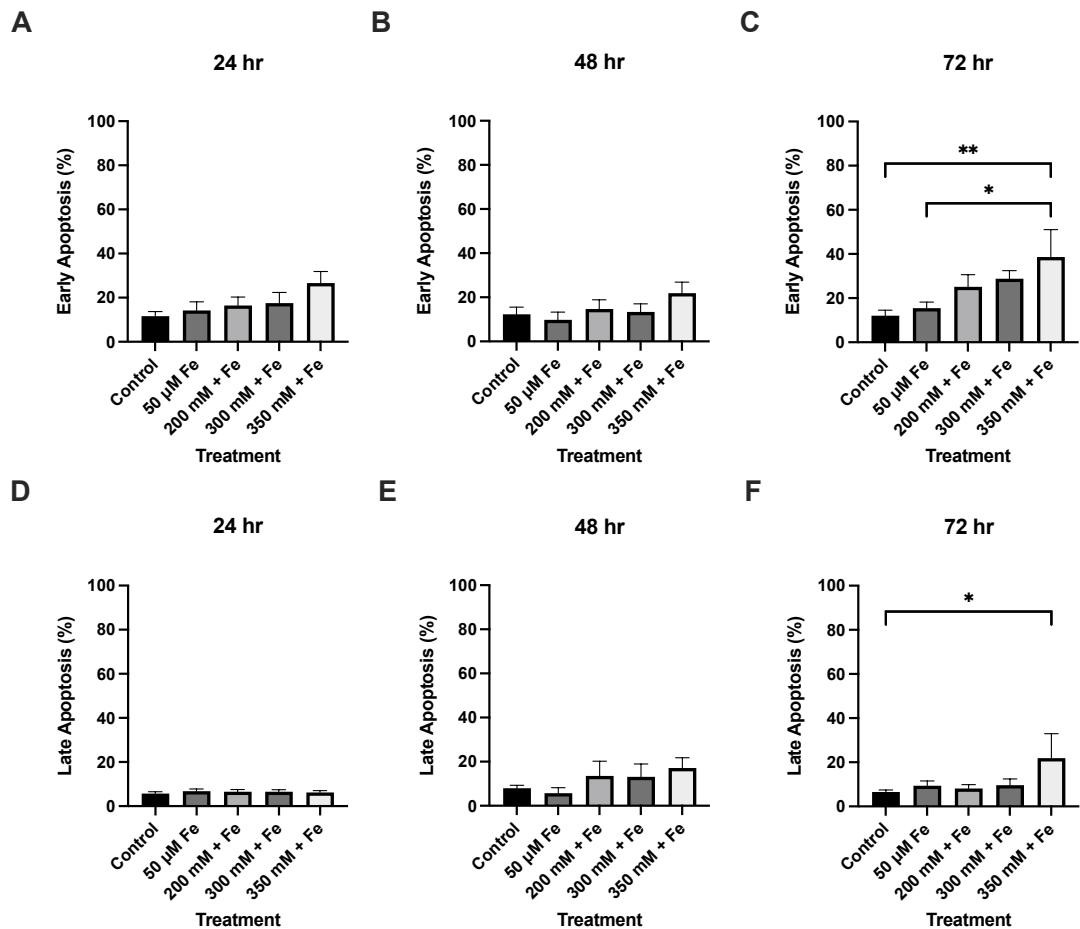 A
24 hr
Early Apoptosis (%)
100
80
60
40
20
0
Control
50 µM Fe
200 mM + Fe
300 mM + Fe
350 mM + Fe
Treatment
B
48 hr
Early Apoptosis (%)
100
80
60
40
20
0
Control
50 µM Fe
200 mM + Fe
300 mM + Fe
350 mM + Fe
Treatment
C
72 hr
Early Apoptosis (%)
100
80
60
40
20
0
**
*
Control
50 µM Fe
200 mM + Fe
300 mM + Fe
350 mM + Fe
Treatment
D
24 hr
Late Apoptosis (%)
100
80
60
40
20
0
Control
50 µM Fe
200 mM + Fe
300 mM + Fe
350 mM + Fe
Treatment
E
48 hr
Late Apoptosis (%)
100
80
60
40
20
0
Control
50 µM Fe
200 mM + Fe
300 mM + Fe
350 mM + Fe
Treatment
F
72 hr
Late Apoptosis (%)
100
80
60
40
20
0
*
Control
50 µM Fe
200 mM + Fe
300 mM + Fe
350 mM + Fe
Treatment